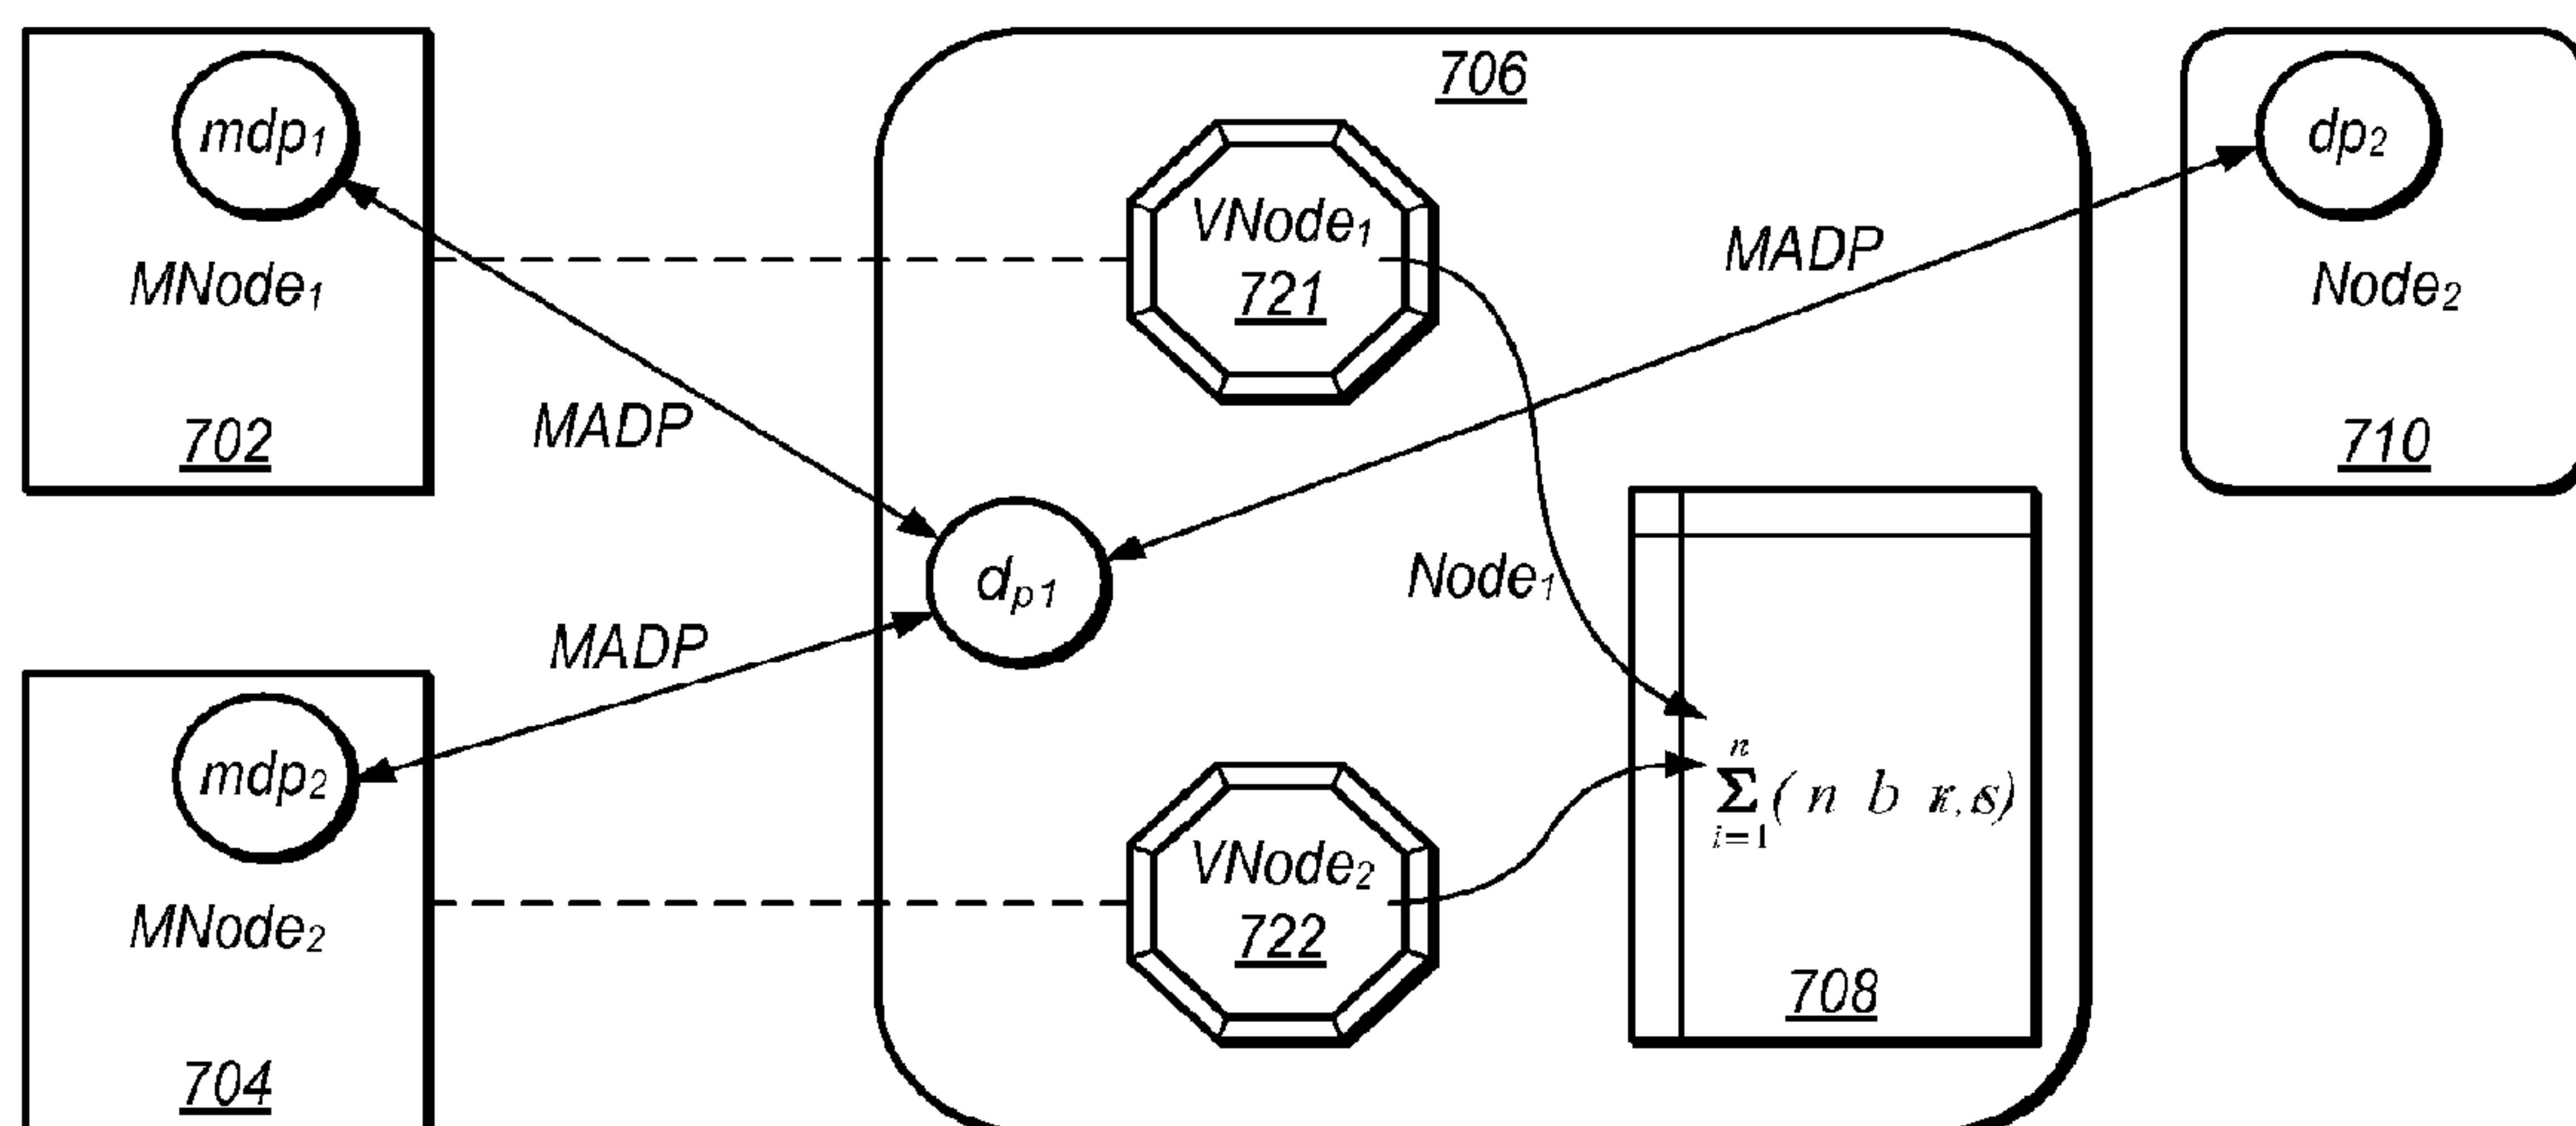 mdp1
MNode1
702
MADP
MADP
mdp2
MNode2
704
706
VNode1
721
dp1
Node1
VNode2
722
n
Σ( n b
i=1
708
MADP
dp2
Node2
710